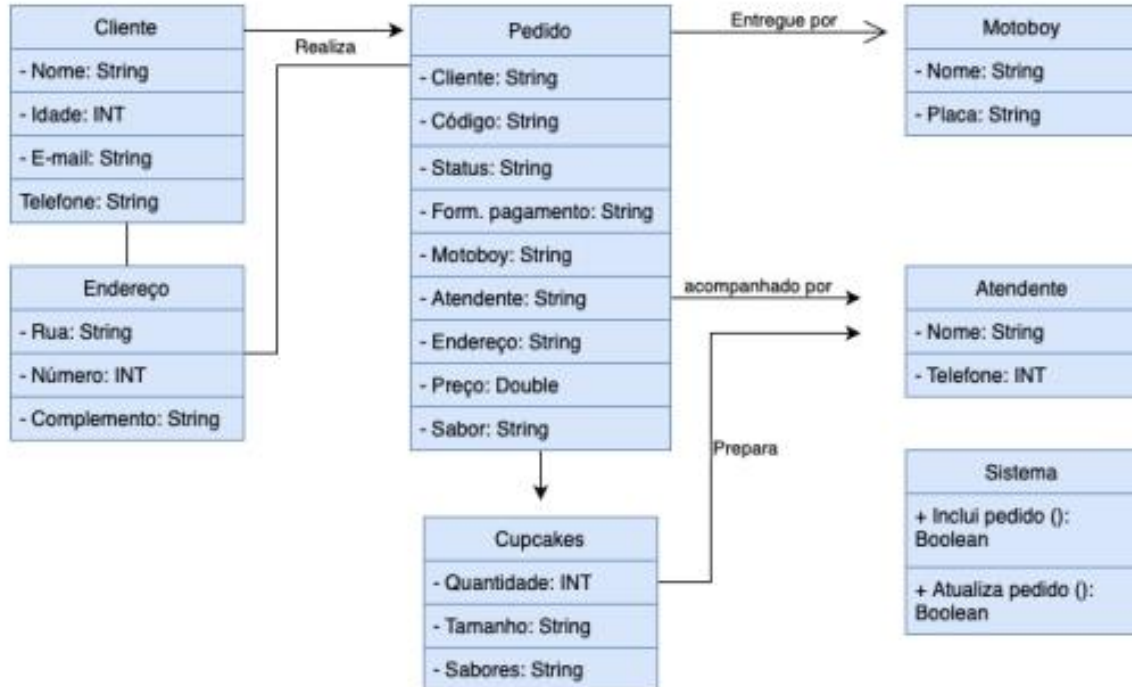 Cliente
- Nome: String
- Idade: INT
- E-mail: String
Telefone: String
Realiza
Endereço
- Rua: String
- Número: INT
- Complemento: String
Pedido
- Cliente: String
- Código: String
- Status: String
- Form. pagamento: String
- Motoboy: String
- Atendente: String
- Endereço: String
- Preço: Double
- Sabor: String
Entregue por
Motoboy
- Nome: String
- Placa: String
acompanhado por
Atendente
- Nome: String
- Telefone: INT
Prepara
Cupcakes
- Quantidade: INT
- Tamanho: String
- Sabores: String
Sistema
+ Inclui pedido ():
Boolean
+ Atualiza pedido ():
Boolean